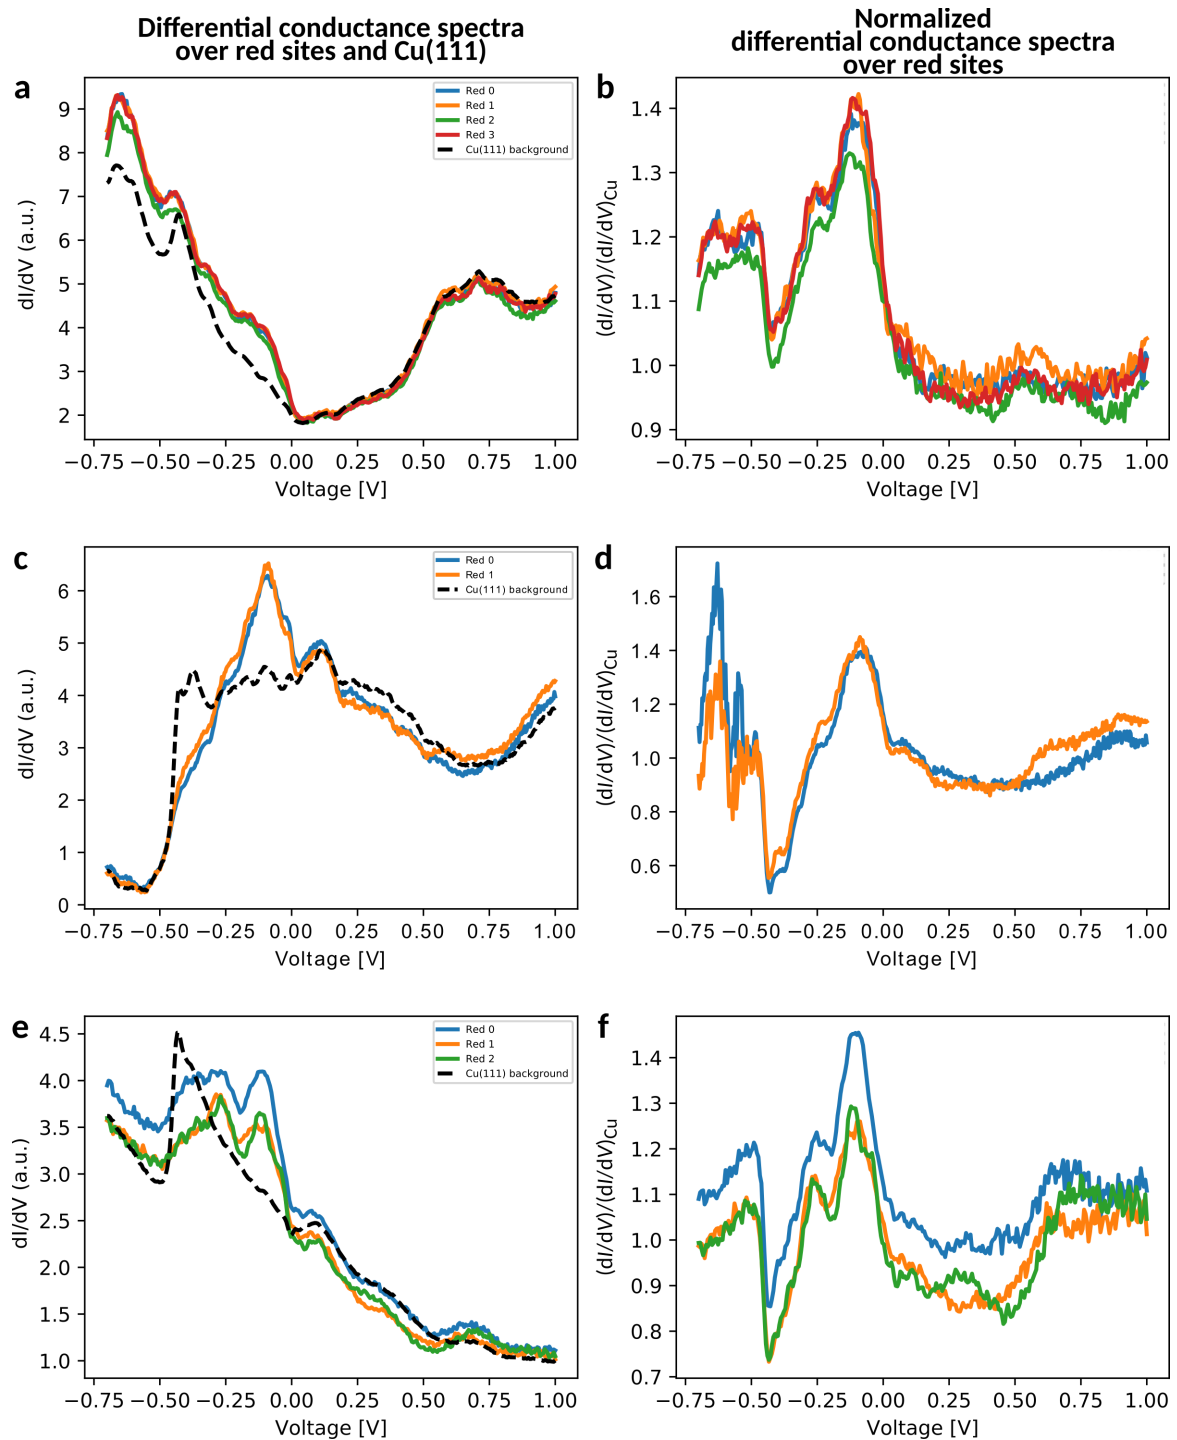 Differential conductance spectra
over red sites and Cu(111)
Normalized
differential conductance spectra
over red sites
a
9
8
7
6
5
4
3
2
dI/dV (a.u.)
Red 0
Red 1
Red 2
Red 3
Cu(111) background
−0.75 −0.50 −0.25 0.00 0.25 0.50 0.75 1.00
Voltage [V]
b
1.4
1.3
1.2
1.1
1.0
0.9
(dI/dV)/(dI/dV)Cu
−0.75 −0.50 −0.25 0.00 0.25 0.50 0.75 1.00
Voltage [V]
c
6
5
4
3
2
1
0
dI/dV (a.u.)
Red 0
Red 1
Cu(111) background
−0.75 −0.50 −0.25 0.00 0.25 0.50 0.75 1.00
Voltage [V]
d
1.6
1.4
1.2
1.0
0.8
0.6
(dI/dV)/(dI/dV)Cu
−0.75 −0.50 −0.25 0.00 0.25 0.50 0.75 1.00
Voltage [V]
e
4.5
4.0
3.5
3.0
2.5
2.0
1.5
1.0
dI/dV (a.u.)
Red 0
Red 1
Red 2
Cu(111) background
−0.75 −0.50 −0.25 0.00 0.25 0.50 0.75 1.00
Voltage [V]
f
1.4
1.3
1.2
1.1
1.0
0.9
0.8
0.7
(dI/dV)/(dI/dV)Cu
−0.75 −0.50 −0.25 0.00 0.25 0.50 0.75 1.00
Voltage [V]